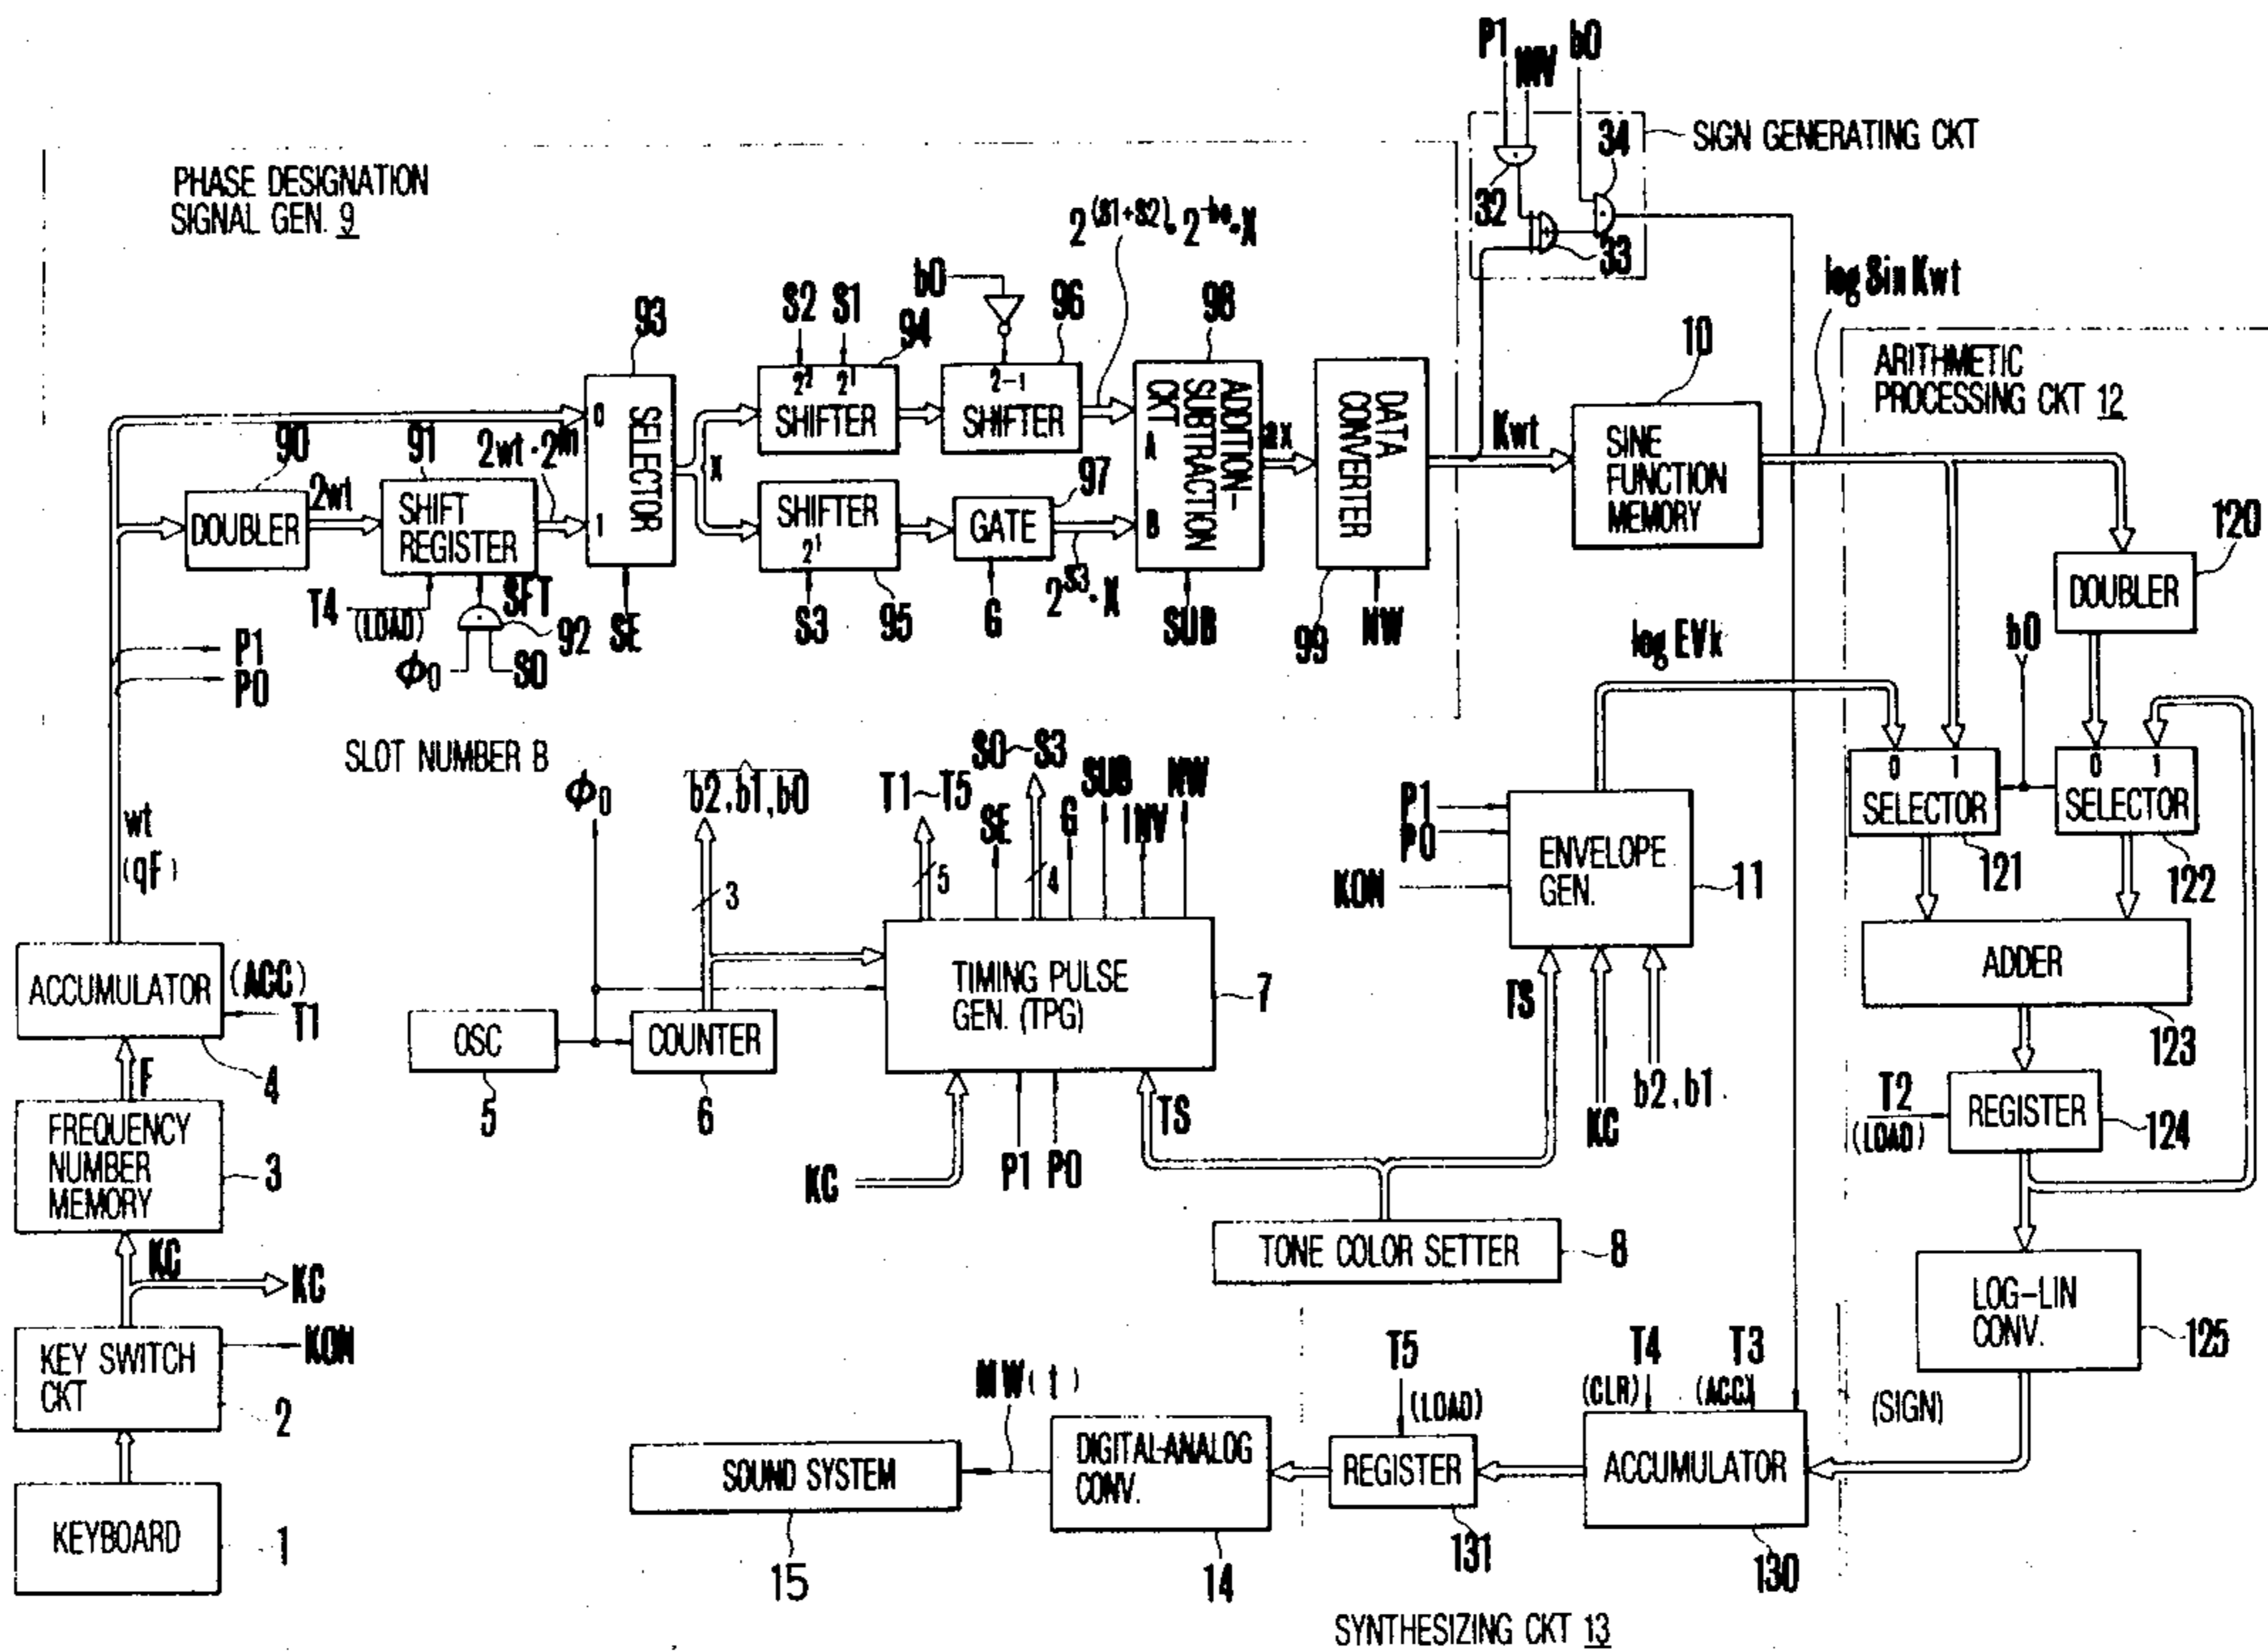 P1
INV
b0
SIGN GENERATING CKT
34
32
33
PHASE DESIGNATION
SIGNAL GEN. 9
2(S1+S2)·2-b0·X
log Sin Kwt
b0
93
S2
S1
94
96
98
10
ARITHMETIC
PROCESSING CKT 12
0
SELECTOR
1
2² 2¹
SHIFTER
2-1
SHIFTER
ADDITION-
SUBTRACTION
CKT
A
B
DATA
CONVERTER
Kwt
SINE
FUNCTION
MEMORY
90
91
2wt
DOUBLER
SHIFT
REGISTER
X
SHIFTER
2¹
97
GATE
120
DOUBLER
T4
(LOAD)
SFT
92
SE
S3
95
G
2S3·X
SUB
99
NW
P1
P0
Φ0
S0
log EVk
b0
SLOT NUMBER B
Φ0
b2, b1, b0
T1~T5
SE
S0~S3
G
SUB
INV
NW
3
5
4
P1
P0
KON
ENVELOPE
GEN.
11
0 1
SELECTOR
121
0 1
SELECTOR
122
wt
(qF)
ACCUMULATOR
(ACC)
T1
4
OSC
5
COUNTER
6
TIMING PULSE
GEN. (TPG)
7
TS
KC
b2, b1
ADDER
123
F
FREQUENCY
NUMBER
MEMORY
3
KC
P1 P0
TS
T2
(LOAD)
REGISTER
124
TONE COLOR SETTER
8
KC
KC
KEY SWITCH
CKT
KON
2
LOG-LIN
CONV.
125
MW(t)
T5
(LOAD)
T4
(CLR)
T3
(ACC)
(SIGN)
SOUND SYSTEM
15
DIGITAL-ANALOG
CONV.
14
REGISTER
131
ACCUMULATOR
130
KEYBOARD
1
SYNTHESIZING CKT 13